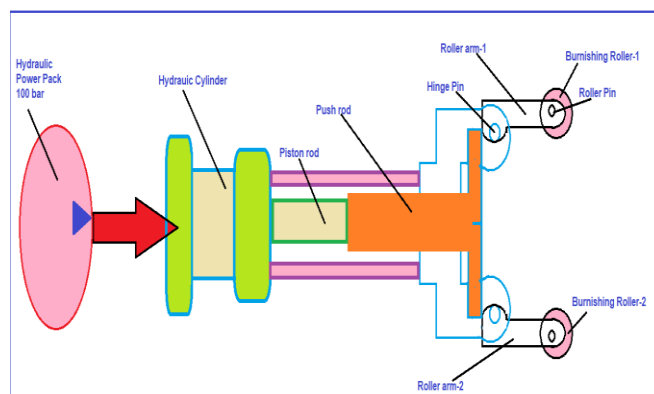 Hydraulic
Power Pack
100 bar
Hydrauic Cylinder
Piston rod
Push rod
Hinge Pin
Roller arm-1
Burnishing Roller-1
Roller Pin
Burnishing Roller-2
Roller arm-2